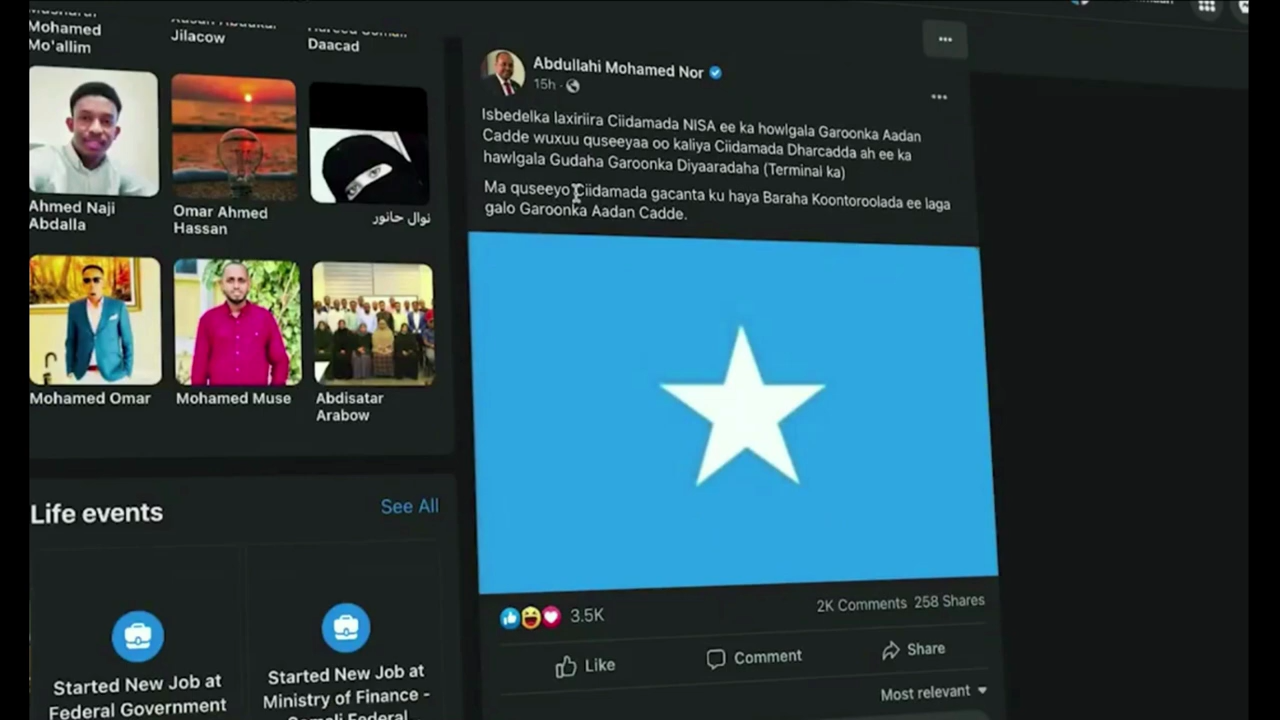 Mohamed
Mo'allim
Jilacow
Daacad
Ahmed Naji
Abdalla
Omar Ahmed
Hassan
نوال حانور
Mohamed Omar
Mohamed Muse
Abdisatar
Arabow
Life events
See All
Started New Job at
Federal Government
Started New Job at
Ministry of Finance -
Somali Federal
Abdullahi Mohamed Nor
15h ·
Isbedelka laxiriira Ciidamada NISA ee ka howlgala Garoonka Aadan
Cadde wuxuu quseeyaa oo kaliya Ciidamada Dharcadda ah ee ka
hawlgala Gudaha Garoonka Diyaaradaha (Terminal ka)
Ma quseeyo Ciidamada gacanta ku haya Baraha Koontoroolada ee laga
galo Garoonka Aadan Cadde.
3.5K
2K Comments 258 Shares
Like
Comment
Share
Most relevant